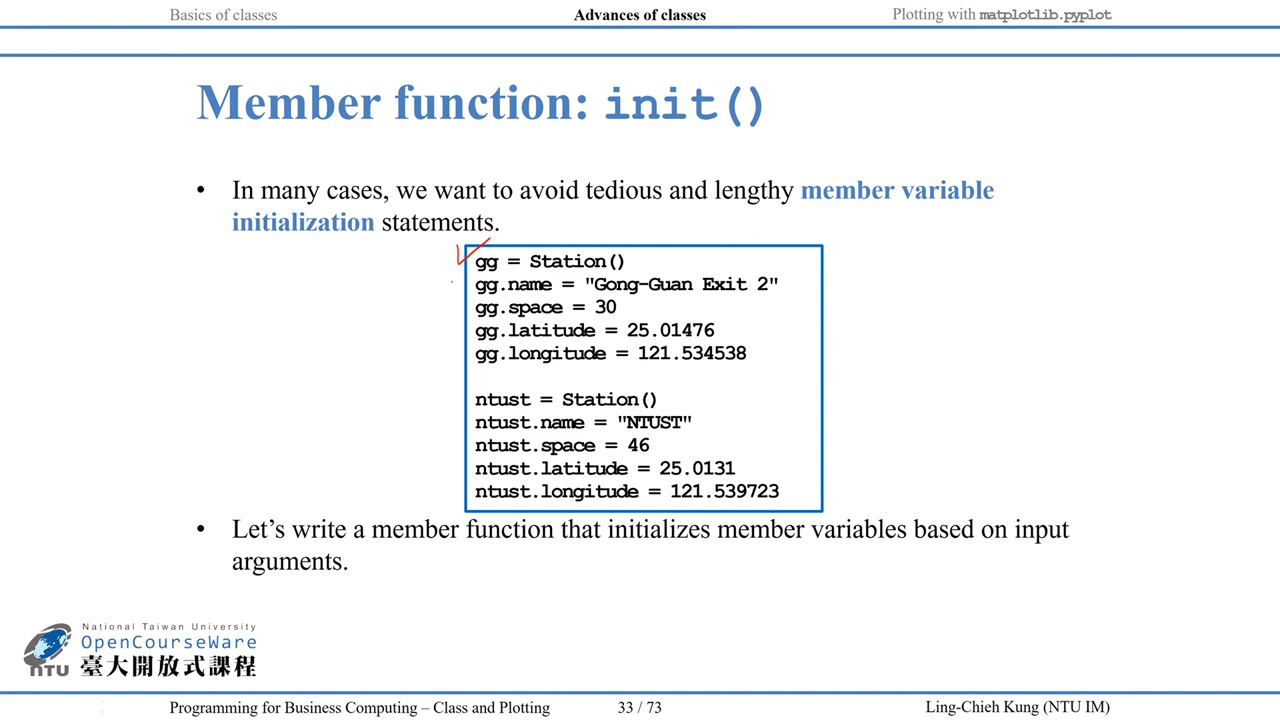 Basics of classes
Advances of classes
Plotting with matplotlib.pyplot
Member function: init()
• In many cases, we want to avoid tedious and lengthy member variable
initialization statements.
gg = Station()
gg.name = "Gong-Guan Exit 2"
gg.space = 30
gg.latitude = 25.01476
gg.longitude = 121.534538
ntust = Station()
ntust.name = "NTUST"
ntust.space = 46
ntust.latitude = 25.0131
ntust.longitude = 121.539723
• Let’s write a member function that initializes member variables based on input
arguments.
National Taiwan University
OpenCourseWare
NTU 臺大開放式課程
Programming for Business Computing – Class and Plotting
33 / 73
Ling-Chieh Kung (NTU IM)